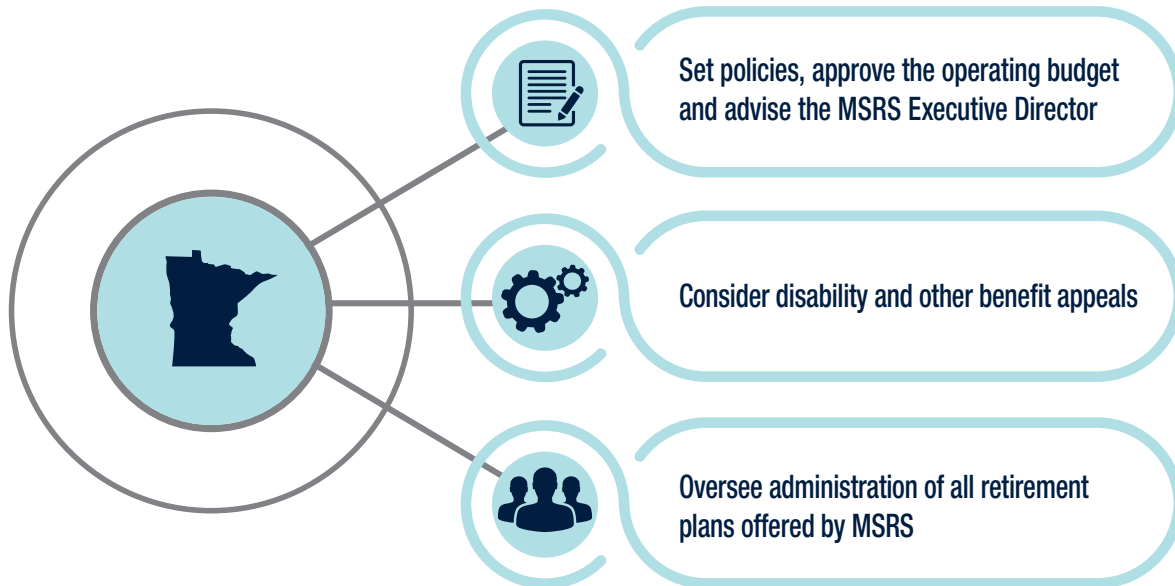 Set policies, approve the operating budget
and advise the MSRS Executive Director
Consider disability and other benefit appeals
Oversee administration of all retirement
plans offered by MSRS